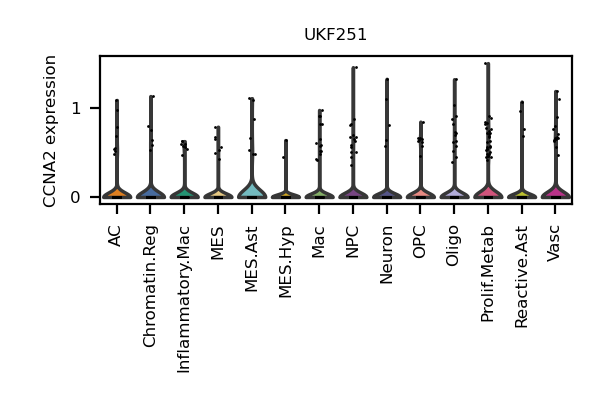 UKF251
CCNA2 expression
1
0
AC
Chromatin.Reg
Inflammatory.Mac
MES
MES.Ast
MES.Hyp
Mac
NPC
Neuron
OPC
Oligo
Prolif.Metab
Reactive.Ast
Vasc